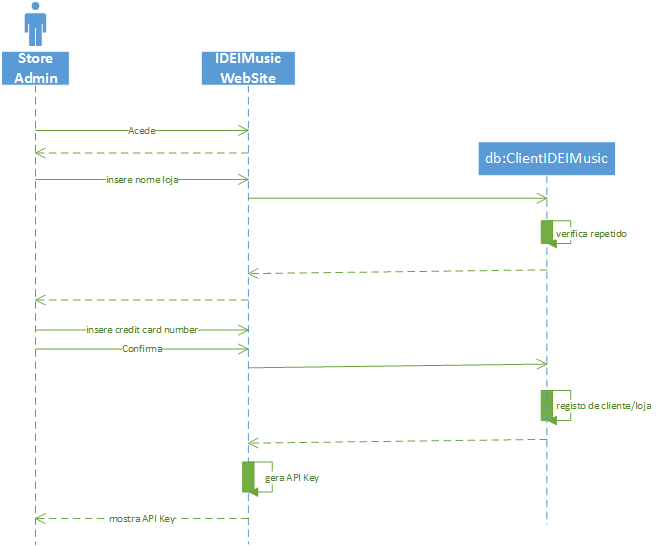 Store
Admin
IDEIMusic
WebSite
Acede
db:ClientIDEIMusic
insere nome loja
verifica repetido
insere credit card number
Confirma
registo de cliente/loja
gera API Key
mostra API Key